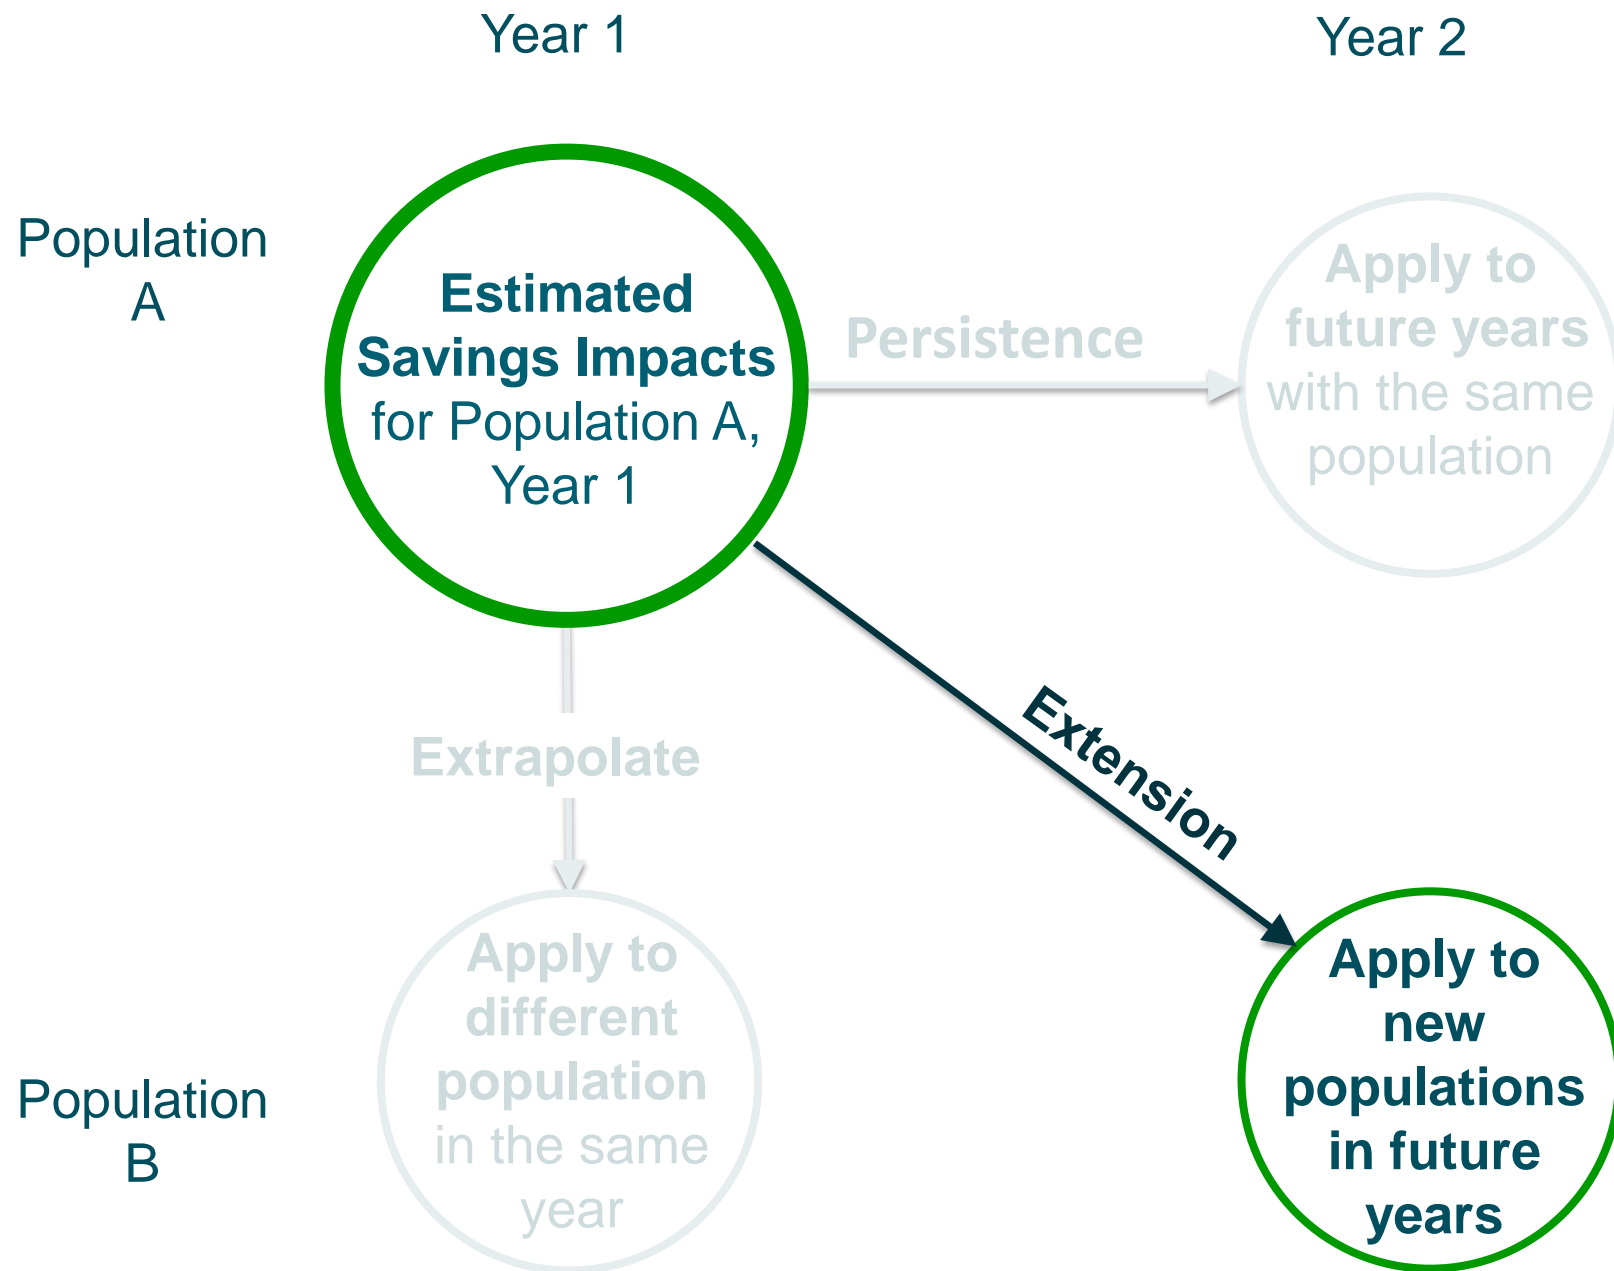 Year 1
Year 2
Population
A
Estimated
Savings Impacts
for Population A,
Year 1
Persistence
Apply to
future years
with the same
population
Extrapolate
Extension
Population
B
Apply to
different
population
in the same
year
Apply to
new
populations
in future
years